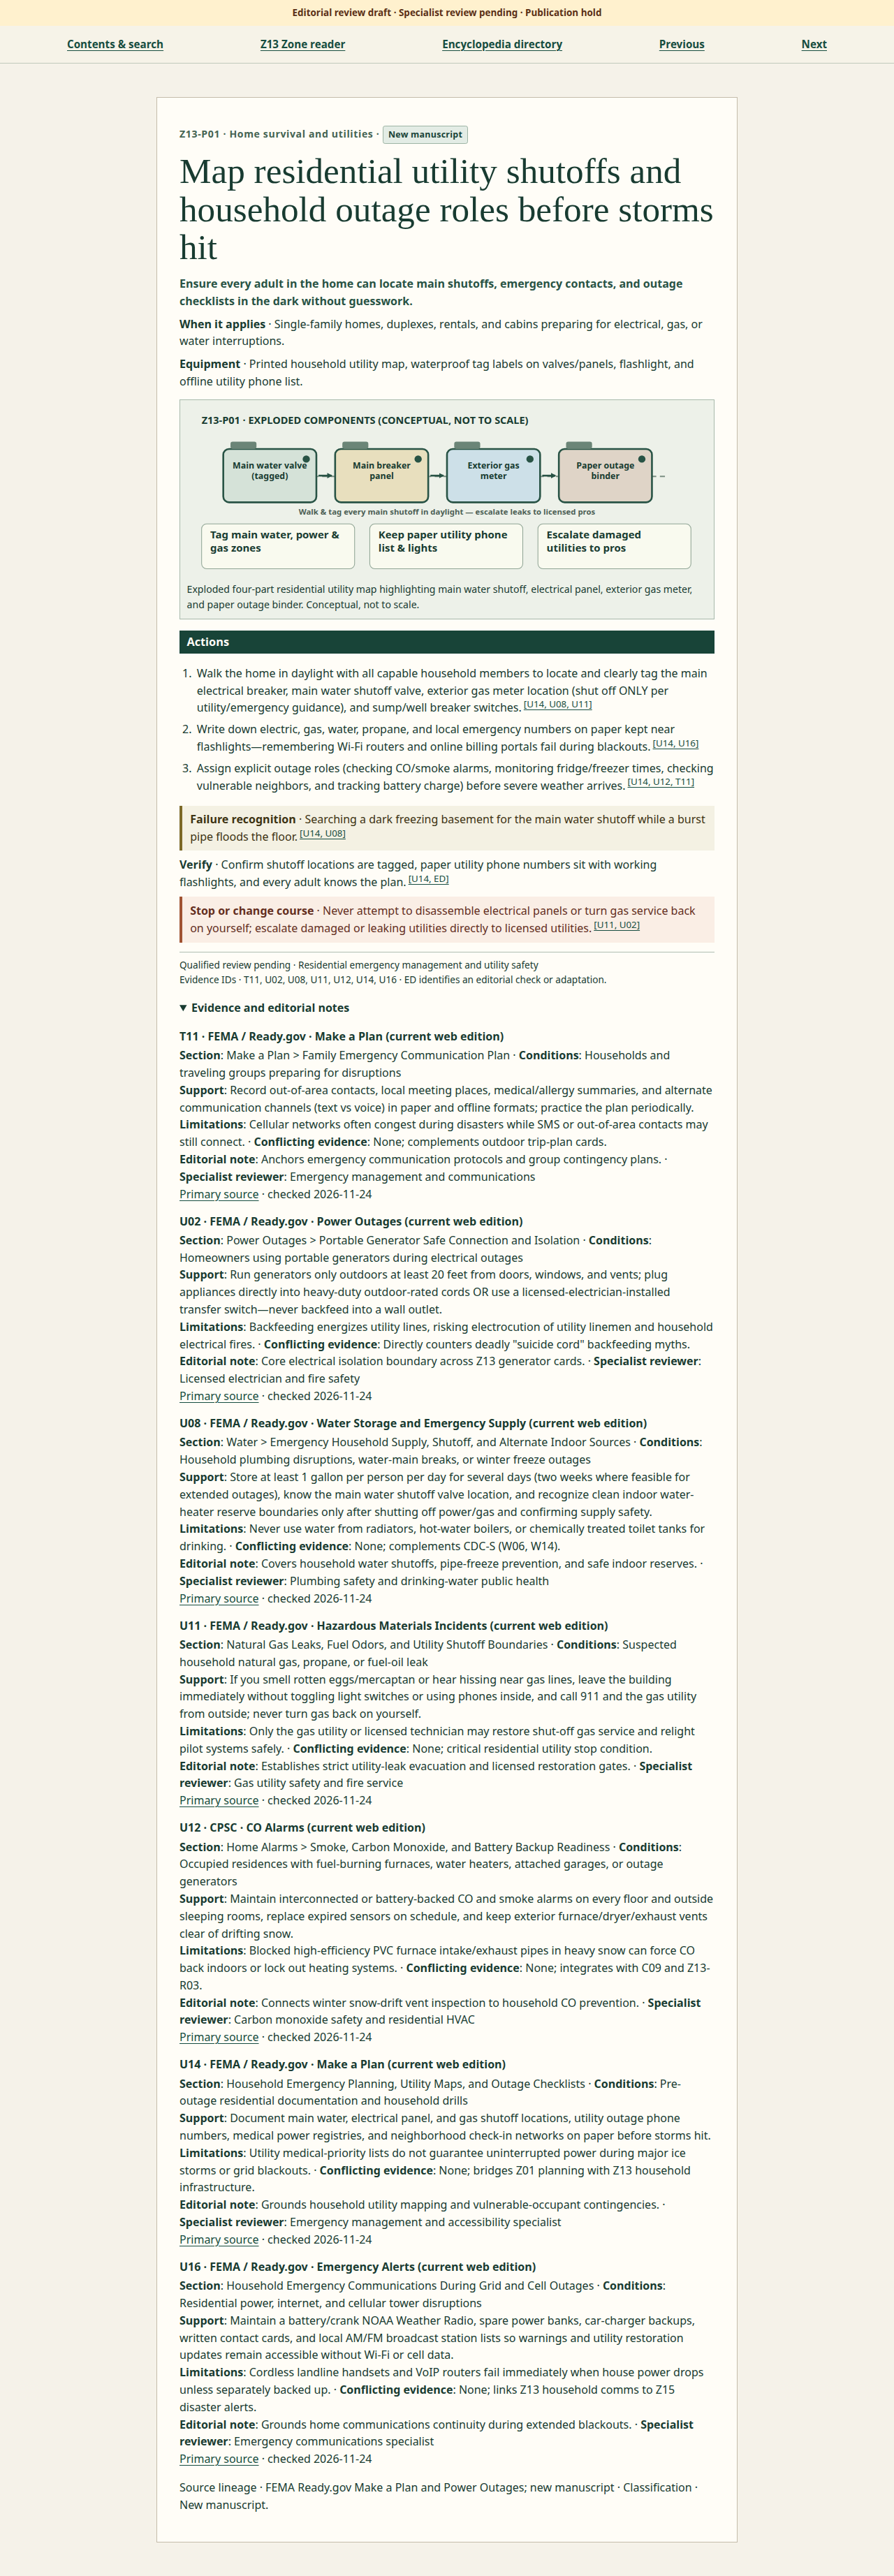 Editorial review draft · Specialist review pending · Publication hold
Contents & search
Z13 Zone reader
Encyclopedia directory
Previous
Next
Z13-P01 · Home survival and utilities · New manuscript
Map residential utility shutoffs and
household outage roles before storms
hit
Ensure every adult in the home can locate main shutoffs, emergency contacts, and outage
checklists in the dark without guesswork.
When it applies · Single-family homes, duplexes, rentals, and cabins preparing for electrical, gas, or
water interruptions.
Equipment · Printed household utility map, waterproof tag labels on valves/panels, flashlight, and
offline utility phone list.
Z13-P01 · EXPLODED COMPONENTS (CONCEPTUAL, NOT TO SCALE)
Main water valve
(tagged)
Main breaker
panel
Exterior gas
meter
Paper outage
binder
Walk & tag every main shutoff in daylight — escalate leaks to licensed pros
Tag main water, power &
gas zones
Keep paper utility phone
list & lights
Escalate damaged
utilities to pros
Exploded four-part residential utility map highlighting main water shutoff, electrical panel, exterior gas meter,
and paper outage binder. Conceptual, not to scale.
Actions
1. Walk the home in daylight with all capable household members to locate and clearly tag the main
electrical breaker, main water shutoff valve, exterior gas meter location (shut off ONLY per
utility/emergency guidance), and sump/well breaker switches. [U14, U08, U11]
2. Write down electric, gas, water, propane, and local emergency numbers on paper kept near
flashlights—remembering Wi-Fi routers and online billing portals fail during blackouts. [U14, U16]
3. Assign explicit outage roles (checking CO/smoke alarms, monitoring fridge/freezer times, checking
vulnerable neighbors, and tracking battery charge) before severe weather arrives. [U14, U12, T11]
Failure recognition · Searching a dark freezing basement for the main water shutoff while a burst
pipe floods the floor. [U14, U08]
Verify · Confirm shutoff locations are tagged, paper utility phone numbers sit with working
flashlights, and every adult knows the plan. [U14, ED]
Stop or change course · Never attempt to disassemble electrical panels or turn gas service back
on yourself; escalate damaged or leaking utilities directly to licensed utilities. [U11, U02]
Qualified review pending · Residential emergency management and utility safety
Evidence IDs · T11, U02, U08, U11, U12, U14, U16 · ED identifies an editorial check or adaptation.
▼ Evidence and editorial notes
T11 · FEMA / Ready.gov · Make a Plan (current web edition)
Section: Make a Plan > Family Emergency Communication Plan · Conditions: Households and
traveling groups preparing for disruptions
Support: Record out-of-area contacts, local meeting places, medical/allergy summaries, and alternate
communication channels (text vs voice) in paper and offline formats; practice the plan periodically.
Limitations: Cellular networks often congest during disasters while SMS or out-of-area contacts may
still connect. · Conflicting evidence: None; complements outdoor trip-plan cards.
Editorial note: Anchors emergency communication protocols and group contingency plans. ·
Specialist reviewer: Emergency management and communications
Primary source · checked 2026-11-24
U02 · FEMA / Ready.gov · Power Outages (current web edition)
Section: Power Outages > Portable Generator Safe Connection and Isolation · Conditions:
Homeowners using portable generators during electrical outages
Support: Run generators only outdoors at least 20 feet from doors, windows, and vents; plug
appliances directly into heavy-duty outdoor-rated cords OR use a licensed-electrician-installed
transfer switch—never backfeed into a wall outlet.
Limitations: Backfeeding energizes utility lines, risking electrocution of utility linemen and household
electrical fires. · Conflicting evidence: Directly counters deadly "suicide cord" backfeeding myths.
Editorial note: Core electrical isolation boundary across Z13 generator cards. · Specialist reviewer:
Licensed electrician and fire safety
Primary source · checked 2026-11-24
U08 · FEMA / Ready.gov · Water Storage and Emergency Supply (current web edition)
Section: Water > Emergency Household Supply, Shutoff, and Alternate Indoor Sources · Conditions:
Household plumbing disruptions, water-main breaks, or winter freeze outages
Support: Store at least 1 gallon per person per day for several days (two weeks where feasible for
extended outages), know the main water shutoff valve location, and recognize clean indoor water-
heater reserve boundaries only after shutting off power/gas and confirming supply safety.
Limitations: Never use water from radiators, hot-water boilers, or chemically treated toilet tanks for
drinking. · Conflicting evidence: None; complements CDC-S (W06, W14).
Editorial note: Covers household water shutoffs, pipe-freeze prevention, and safe indoor reserves. ·
Specialist reviewer: Plumbing safety and drinking-water public health
Primary source · checked 2026-11-24
U11 · FEMA / Ready.gov · Hazardous Materials Incidents (current web edition)
Section: Natural Gas Leaks, Fuel Odors, and Utility Shutoff Boundaries · Conditions: Suspected
household natural gas, propane, or fuel-oil leak
Support: If you smell rotten eggs/mercaptan or hear hissing near gas lines, leave the building
immediately without toggling light switches or using phones inside, and call 911 and the gas utility
from outside; never turn gas back on yourself.
Limitations: Only the gas utility or licensed technician may restore shut-off gas service and relight
pilot systems safely. · Conflicting evidence: None; critical residential utility stop condition.
Editorial note: Establishes strict utility-leak evacuation and licensed restoration gates. · Specialist
reviewer: Gas utility safety and fire service
Primary source · checked 2026-11-24
U12 · CPSC · CO Alarms (current web edition)
Section: Home Alarms > Smoke, Carbon Monoxide, and Battery Backup Readiness · Conditions:
Occupied residences with fuel-burning furnaces, water heaters, attached garages, or outage
generators
Support: Maintain interconnected or battery-backed CO and smoke alarms on every floor and outside
sleeping rooms, replace expired sensors on schedule, and keep exterior furnace/dryer/exhaust vents
clear of drifting snow.
Limitations: Blocked high-efficiency PVC furnace intake/exhaust pipes in heavy snow can force CO
back indoors or lock out heating systems. · Conflicting evidence: None; integrates with C09 and Z13-
R03.
Editorial note: Connects winter snow-drift vent inspection to household CO prevention. · Specialist
reviewer: Carbon monoxide safety and residential HVAC
Primary source · checked 2026-11-24
U14 · FEMA / Ready.gov · Make a Plan (current web edition)
Section: Household Emergency Planning, Utility Maps, and Outage Checklists · Conditions: Pre-
outage residential documentation and household drills
Support: Document main water, electrical panel, and gas shutoff locations, utility outage phone
numbers, medical power registries, and neighborhood check-in networks on paper before storms hit.
Limitations: Utility medical-priority lists do not guarantee uninterrupted power during major ice
storms or grid blackouts. · Conflicting evidence: None; bridges Z01 planning with Z13 household
infrastructure.
Editorial note: Grounds household utility mapping and vulnerable-occupant contingencies. ·
Specialist reviewer: Emergency management and accessibility specialist
Primary source · checked 2026-11-24
U16 · FEMA / Ready.gov · Emergency Alerts (current web edition)
Section: Household Emergency Communications During Grid and Cell Outages · Conditions:
Residential power, internet, and cellular tower disruptions
Support: Maintain a battery/crank NOAA Weather Radio, spare power banks, car-charger backups,
written contact cards, and local AM/FM broadcast station lists so warnings and utility restoration
updates remain accessible without Wi-Fi or cell data.
Limitations: Cordless landline handsets and VoIP routers fail immediately when house power drops
unless separately backed up. · Conflicting evidence: None; links Z13 household comms to Z15
disaster alerts.
Editorial note: Grounds home communications continuity during extended blackouts. · Specialist
reviewer: Emergency communications specialist
Primary source · checked 2026-11-24
Source lineage · FEMA Ready.gov Make a Plan and Power Outages; new manuscript · Classification ·
New manuscript.